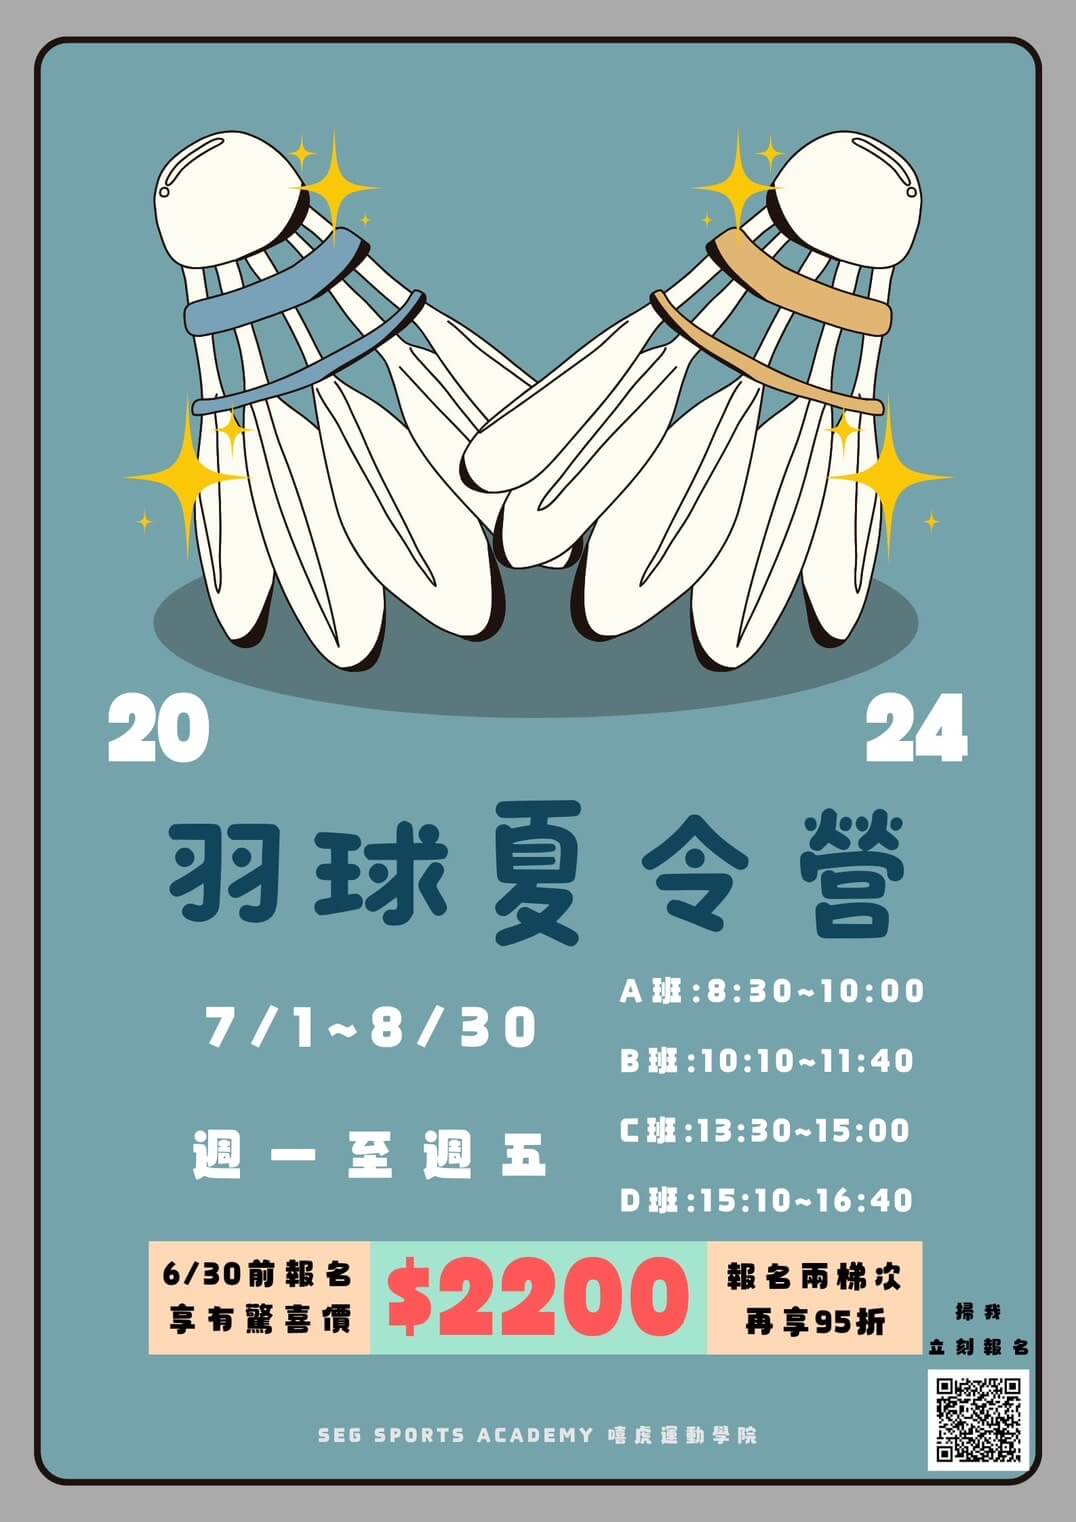 20 24
羽球夏令營
7/1~8/30
週一至週五
A班:8:30~10:00
B班:10:10~11:40
C班:13:30~15:00
D班:15:10~16:40
6/30前報名
享有驚喜價
$2200
報名兩梯次
再享95折
掃我
立刻報名
SEG SPORTS ACADEMY 嘻虎運動學院